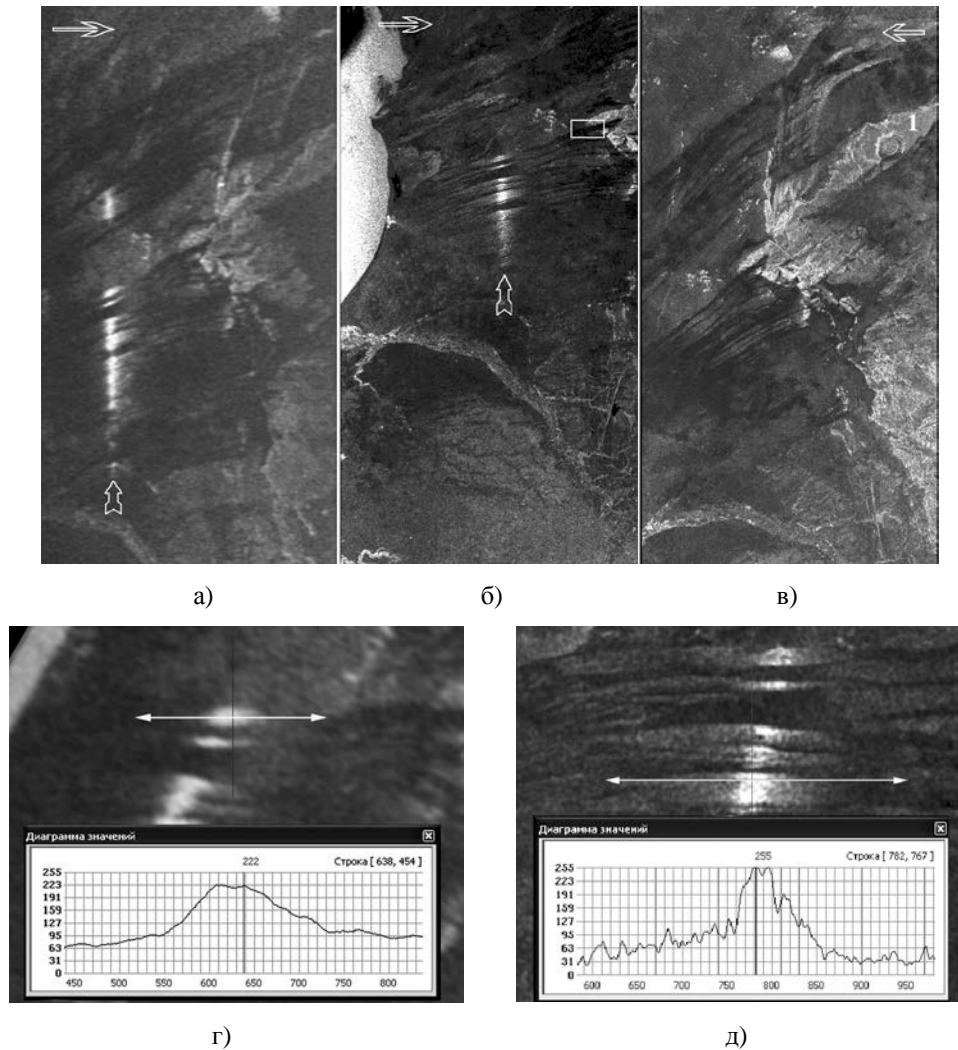 1
а)
б)
в)
Диаграмма значений
222
Строка [ 638, 454 ]
255
223
191
159
127
95
63
31
0
450 500 550 600 650 700 750 800
Диаграмма значений
255
Строка [ 782, 767 ]
255
223
191
159
127
95
63
31
0
600 650 700 750 800 850 900 950
г)
д)